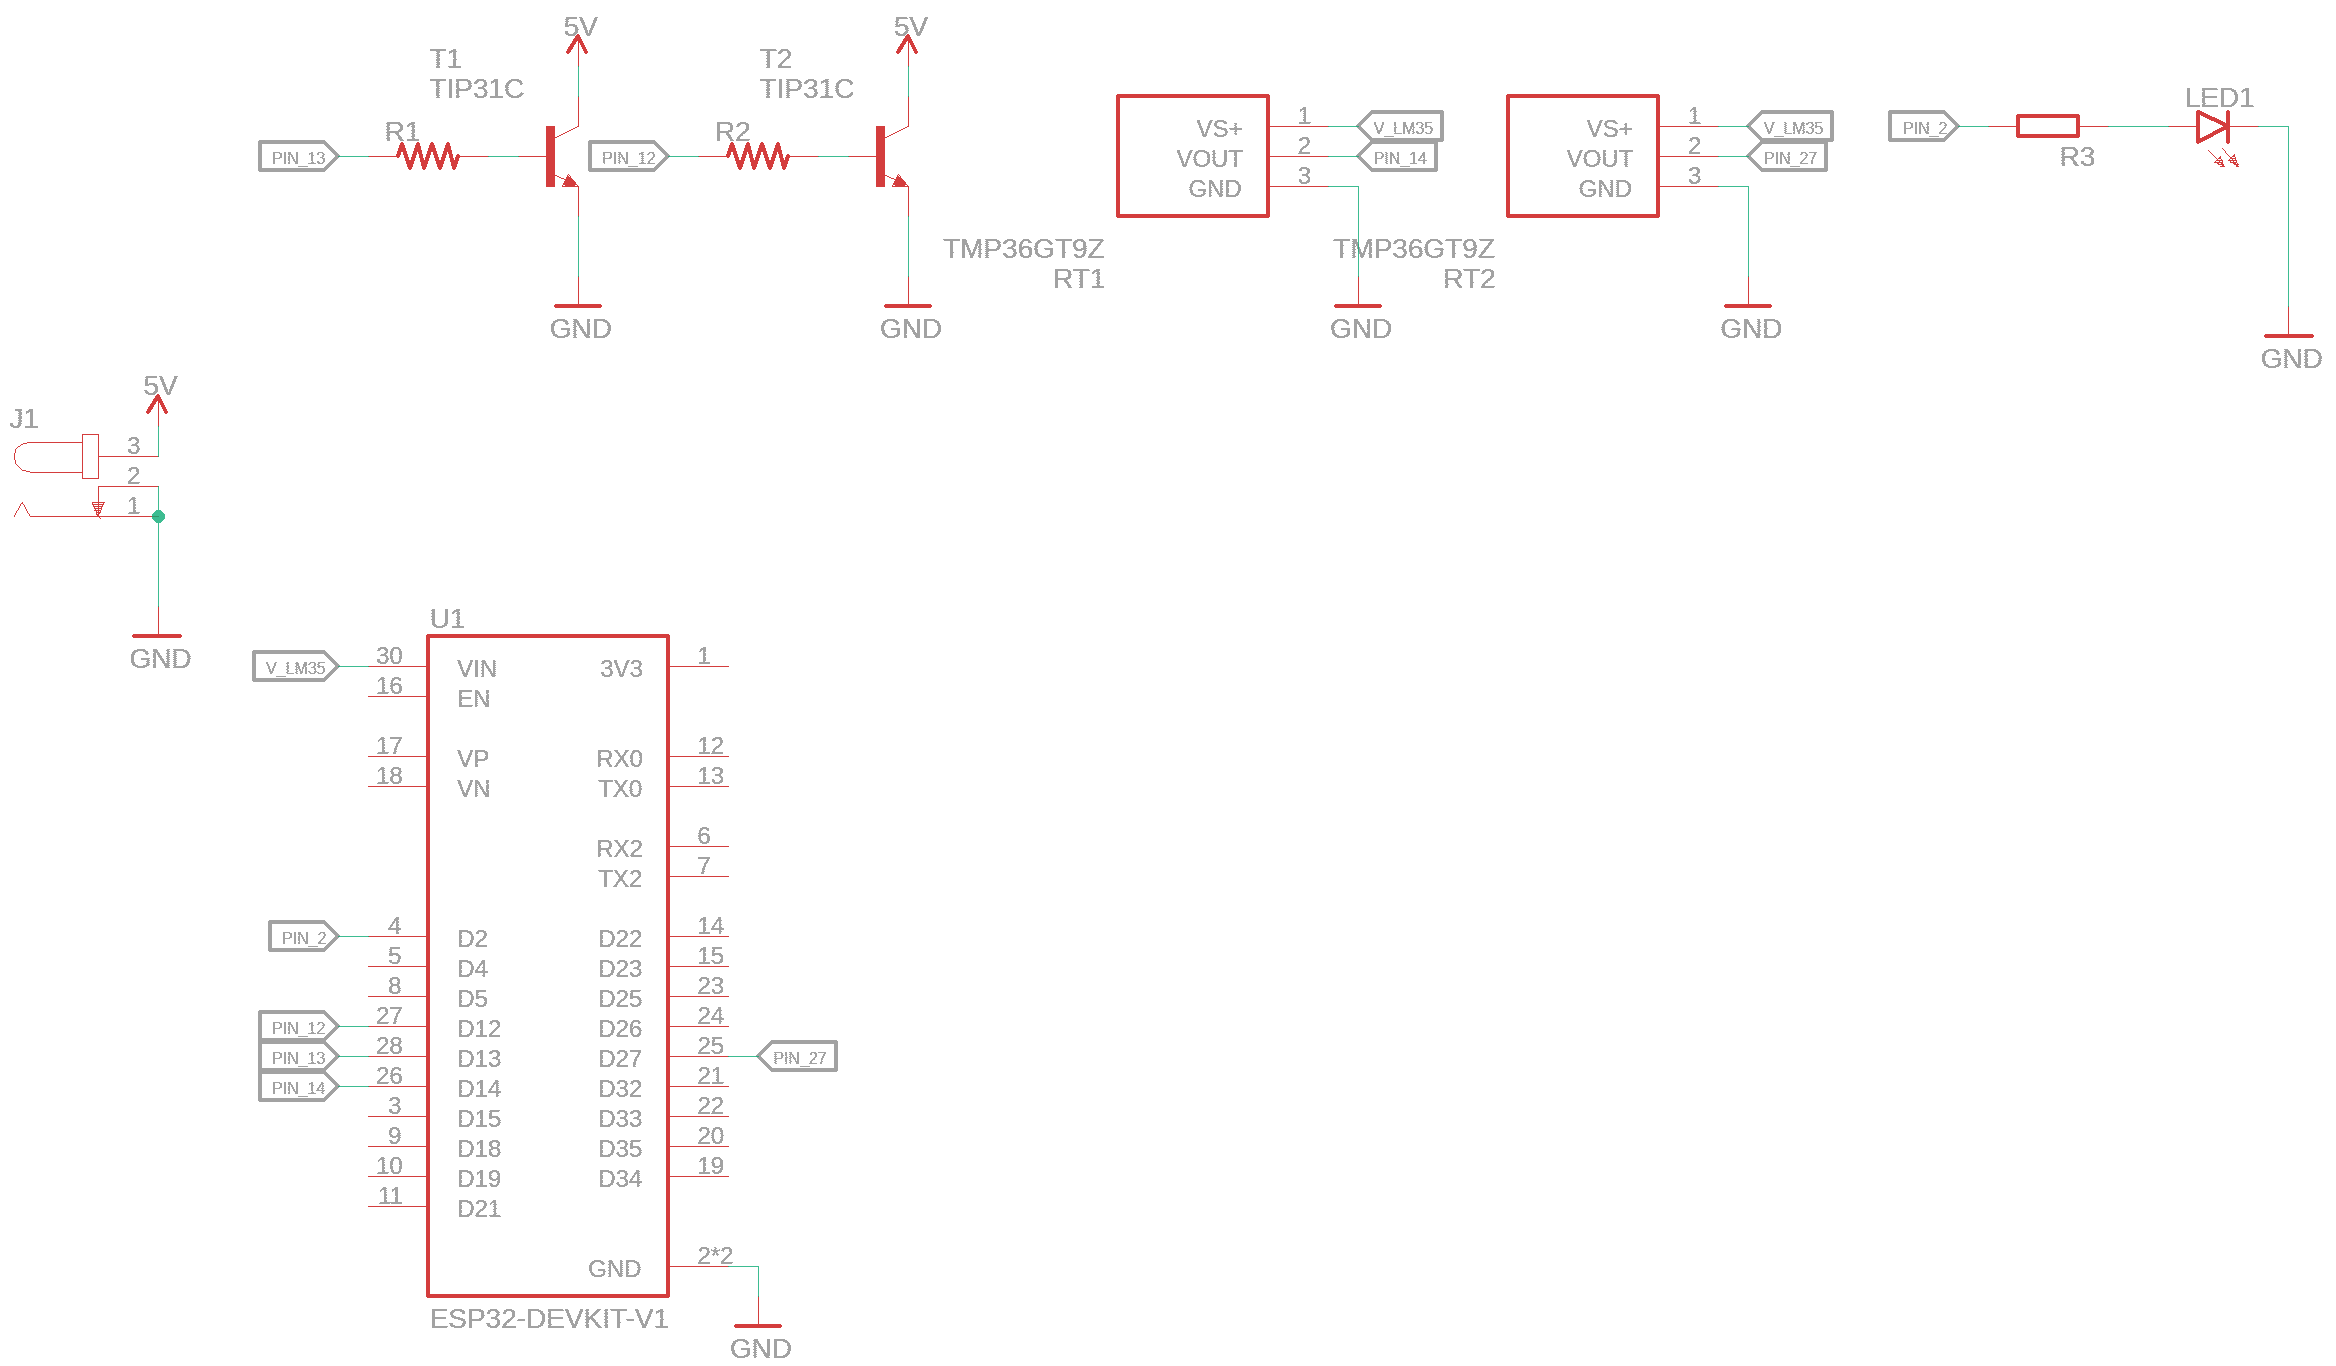 5V
5V
T1
TIP31C
T2
TIP31C
R1
PIN_13
R2
PIN_12
GND
GND
VS+ 1 V_LM35
VOUT 2 PIN_14
GND 3
TMP36GT9Z
RT1
GND
VS+ 1 V_LM35
VOUT 2 PIN_27
GND 3
TMP36GT9Z
RT2
GND
PIN_2
R3
LED1
GND
5V
J1
3
2
1
GND
U1
V_LM35 30 VIN 3V3 1
16 EN
17 VP RX0 12
18 VN TX0 13
RX2 6
TX2 7
PIN_2 4 D2 D22 14
5 D4 D23 15
8 D5 D25 23
PIN_12 27 D12 D26 24
PIN_13 28 D13 D27 25 PIN_27
PIN_14 26 D14 D32 21
3 D15 D33 22
9 D18 D35 20
10 D19 D34 19
11 D21
GND 2*2
ESP32-DEVKIT-V1
GND